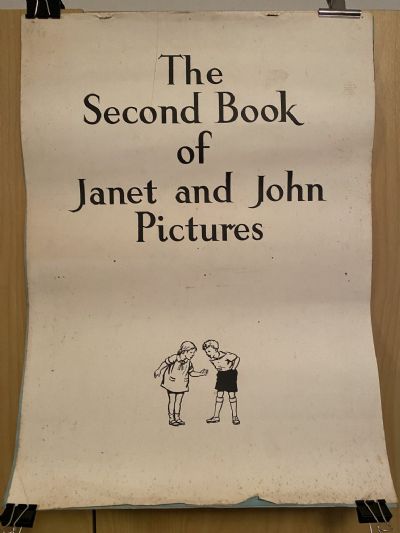 The
Second Book
of
Janet and John
Pictures